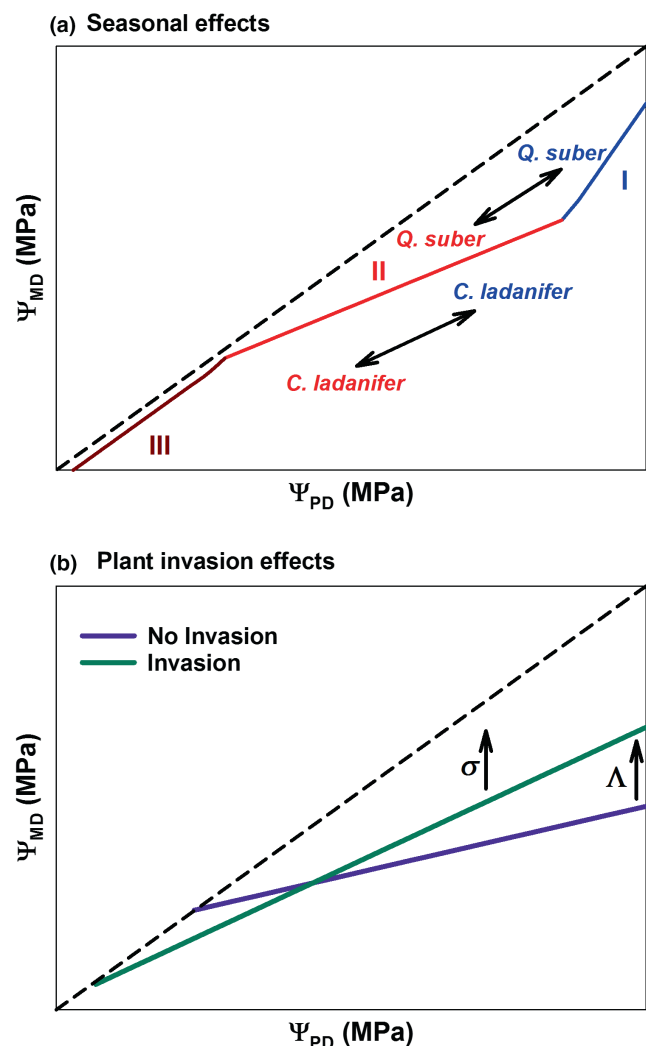 (a) Seasonal effects
ΨMD (MPa)
Q. suber
I
Q. suber
II
C. ladanifer
C. ladanifer
III
ΨPD (MPa)
(b) Plant invasion effects
ΨMD (MPa)
No Invasion
Invasion
σ
Λ
ΨPD (MPa)